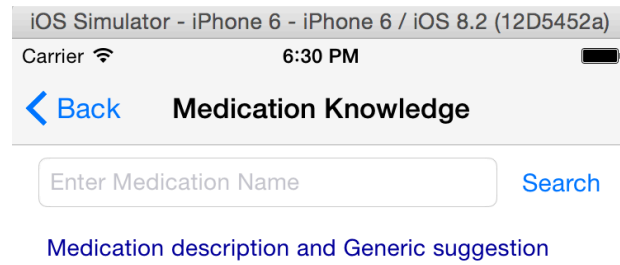 iOS Simulator - iPhone 6 - iPhone 6 / iOS 8.2 (12D5452a)
Carrier 6:30 PM
Back Medication Knowledge
Enter Medication Name Search
Medication description and Generic suggestion